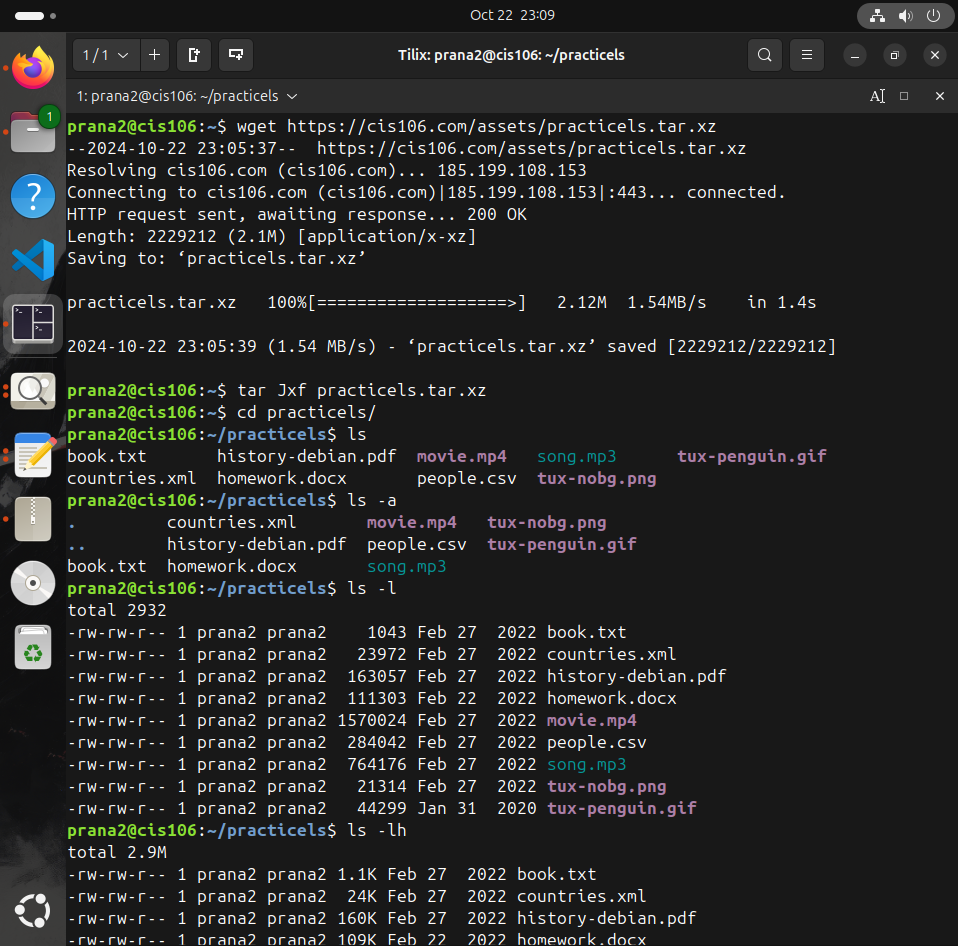 Oct 22 23:09
1 / 1
Tilix: prana2@cis106: ~/practicels
1
1: prana2@cis106: ~/practicels
prana2@cis106:~$ wget https://cis106.com/assets/practicels.tar.xz
--2024-10-22 23:05:37--  https://cis106.com/assets/practicels.tar.xz
Resolving cis106.com (cis106.com)... 185.199.108.153
Connecting to cis106.com (cis106.com)|185.199.108.153|:443... connected.
HTTP request sent, awaiting response... 200 OK
Length: 2229212 (2.1M) [application/x-xz]
Saving to: ‘practicels.tar.xz’
practicels.tar.xz   100%[===================>]   2.12M  1.54MB/s    in 1.4s
2024-10-22 23:05:39 (1.54 MB/s) - ‘practicels.tar.xz’ saved [2229212/2229212]
prana2@cis106:~$ tar Jxf practicels.tar.xz
prana2@cis106:~$ cd practicels/
prana2@cis106:~/practicels$ ls
book.txt       history-debian.pdf  movie.mp4   song.mp3      tux-penguin.gif
countries.xml  homework.docx       people.csv  tux-nobg.png
prana2@cis106:~/practicels$ ls -a
.         countries.xml       movie.mp4   tux-nobg.png
..        history-debian.pdf  people.csv  tux-penguin.gif
book.txt  homework.docx       song.mp3
prana2@cis106:~/practicels$ ls -l
total 2932
-rw-rw-r-- 1 prana2 prana2    1043 Feb 27  2022 book.txt
-rw-rw-r-- 1 prana2 prana2   23972 Feb 27  2022 countries.xml
-rw-rw-r-- 1 prana2 prana2  163057 Feb 27  2022 history-debian.pdf
-rw-rw-r-- 1 prana2 prana2  111303 Feb 22  2022 homework.docx
-rw-rw-r-- 1 prana2 prana2 1570024 Feb 27  2022 movie.mp4
-rw-rw-r-- 1 prana2 prana2  284042 Feb 27  2022 people.csv
-rw-rw-r-- 1 prana2 prana2  764176 Feb 27  2022 song.mp3
-rw-rw-r-- 1 prana2 prana2   21314 Feb 27  2022 tux-nobg.png
-rw-rw-r-- 1 prana2 prana2   44299 Jan 31  2020 tux-penguin.gif
prana2@cis106:~/practicels$ ls -lh
total 2.9M
-rw-rw-r-- 1 prana2 prana2 1.1K Feb 27  2022 book.txt
-rw-rw-r-- 1 prana2 prana2  24K Feb 27  2022 countries.xml
-rw-rw-r-- 1 prana2 prana2 160K Feb 27  2022 history-debian.pdf
-rw-rw-r-- 1 prana2 prana2 109K Feb 22  2022 homework.docx